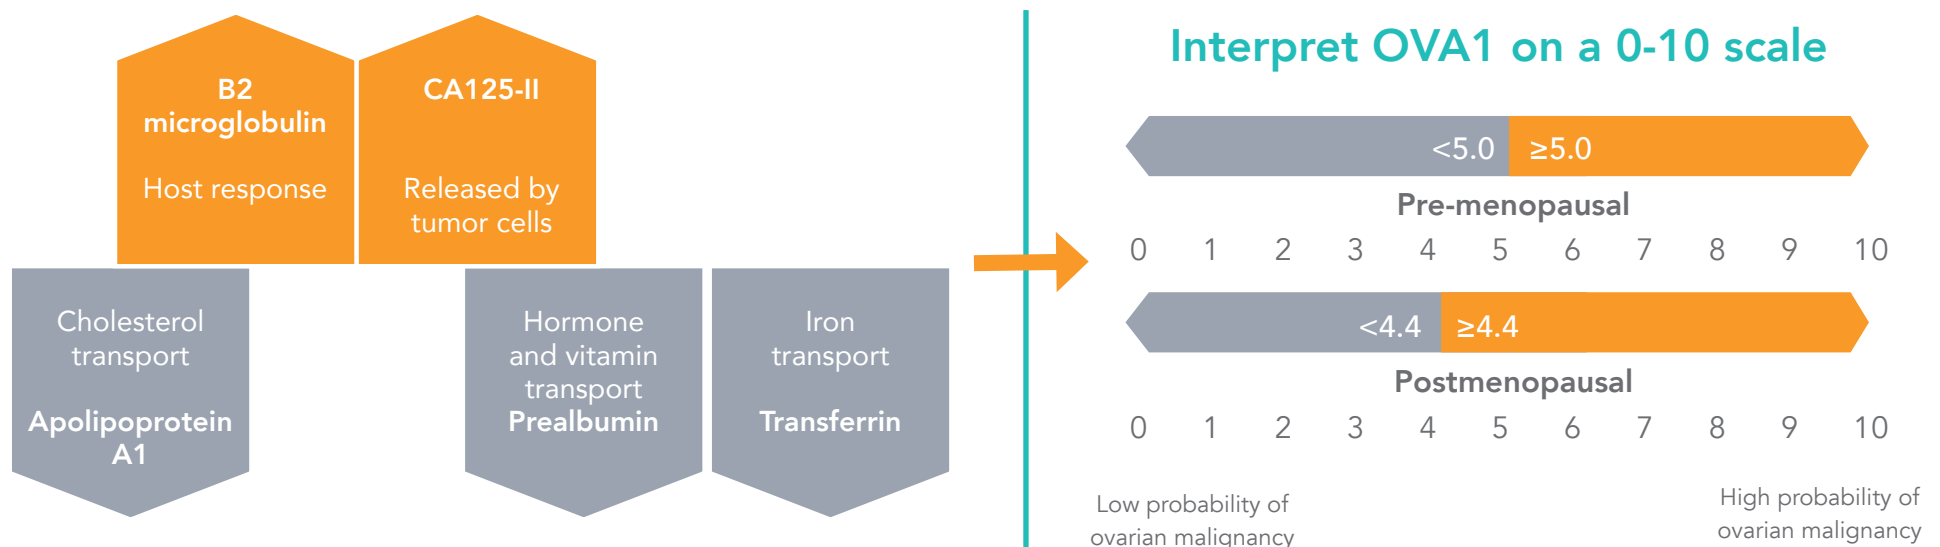 B2
microglobulin
Host response
CA125-II
Released by
tumor cells
Cholesterol
transport
Apolipoprotein
A1
Hormone
and vitamin
transport
Prealbumin
Iron
transport
Transferrin
Interpret OVA1 on a 0-10 scale
<5.0 ≥5.0
Pre-menopausal
0 1 2 3 4 5 6 7 8 9 10
<4.4 ≥4.4
Postmenopausal
0 1 2 3 4 5 6 7 8 9 10
Low probability of
ovarian malignancy
High probability of
ovarian malignancy